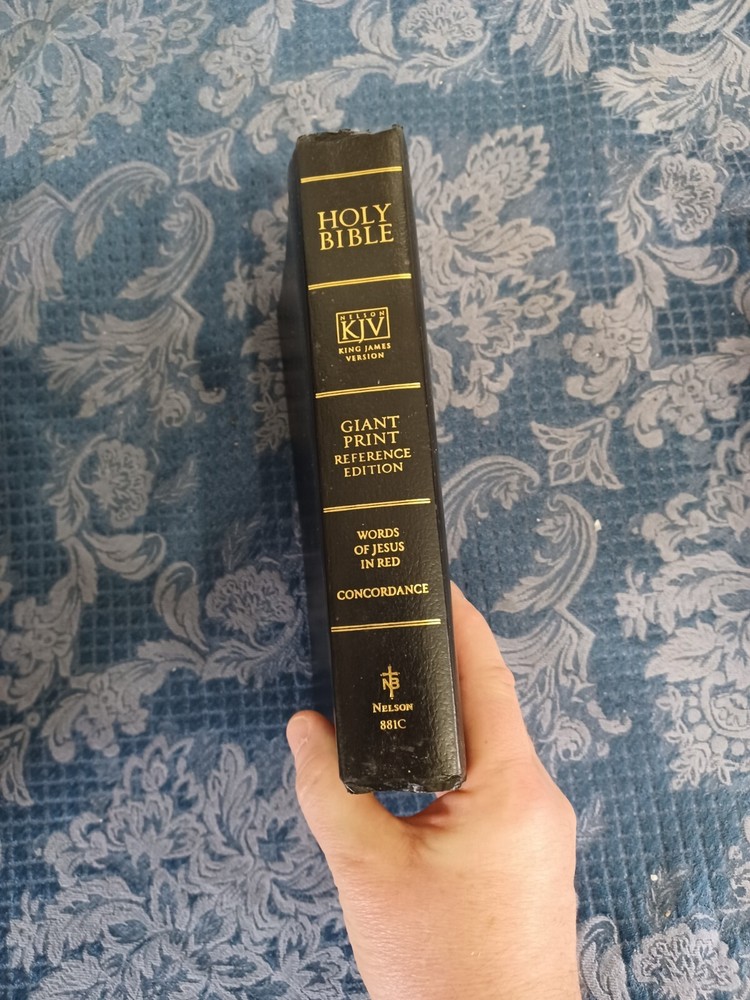 HOLY
BIBLE
NELSON
KJV
KING JAMES
VERSION
GIANT
PRINT
REFERENCE
EDITION
WORDS
OF JESUS
IN RED
CONCORDANCE
NB
NELSON
881C